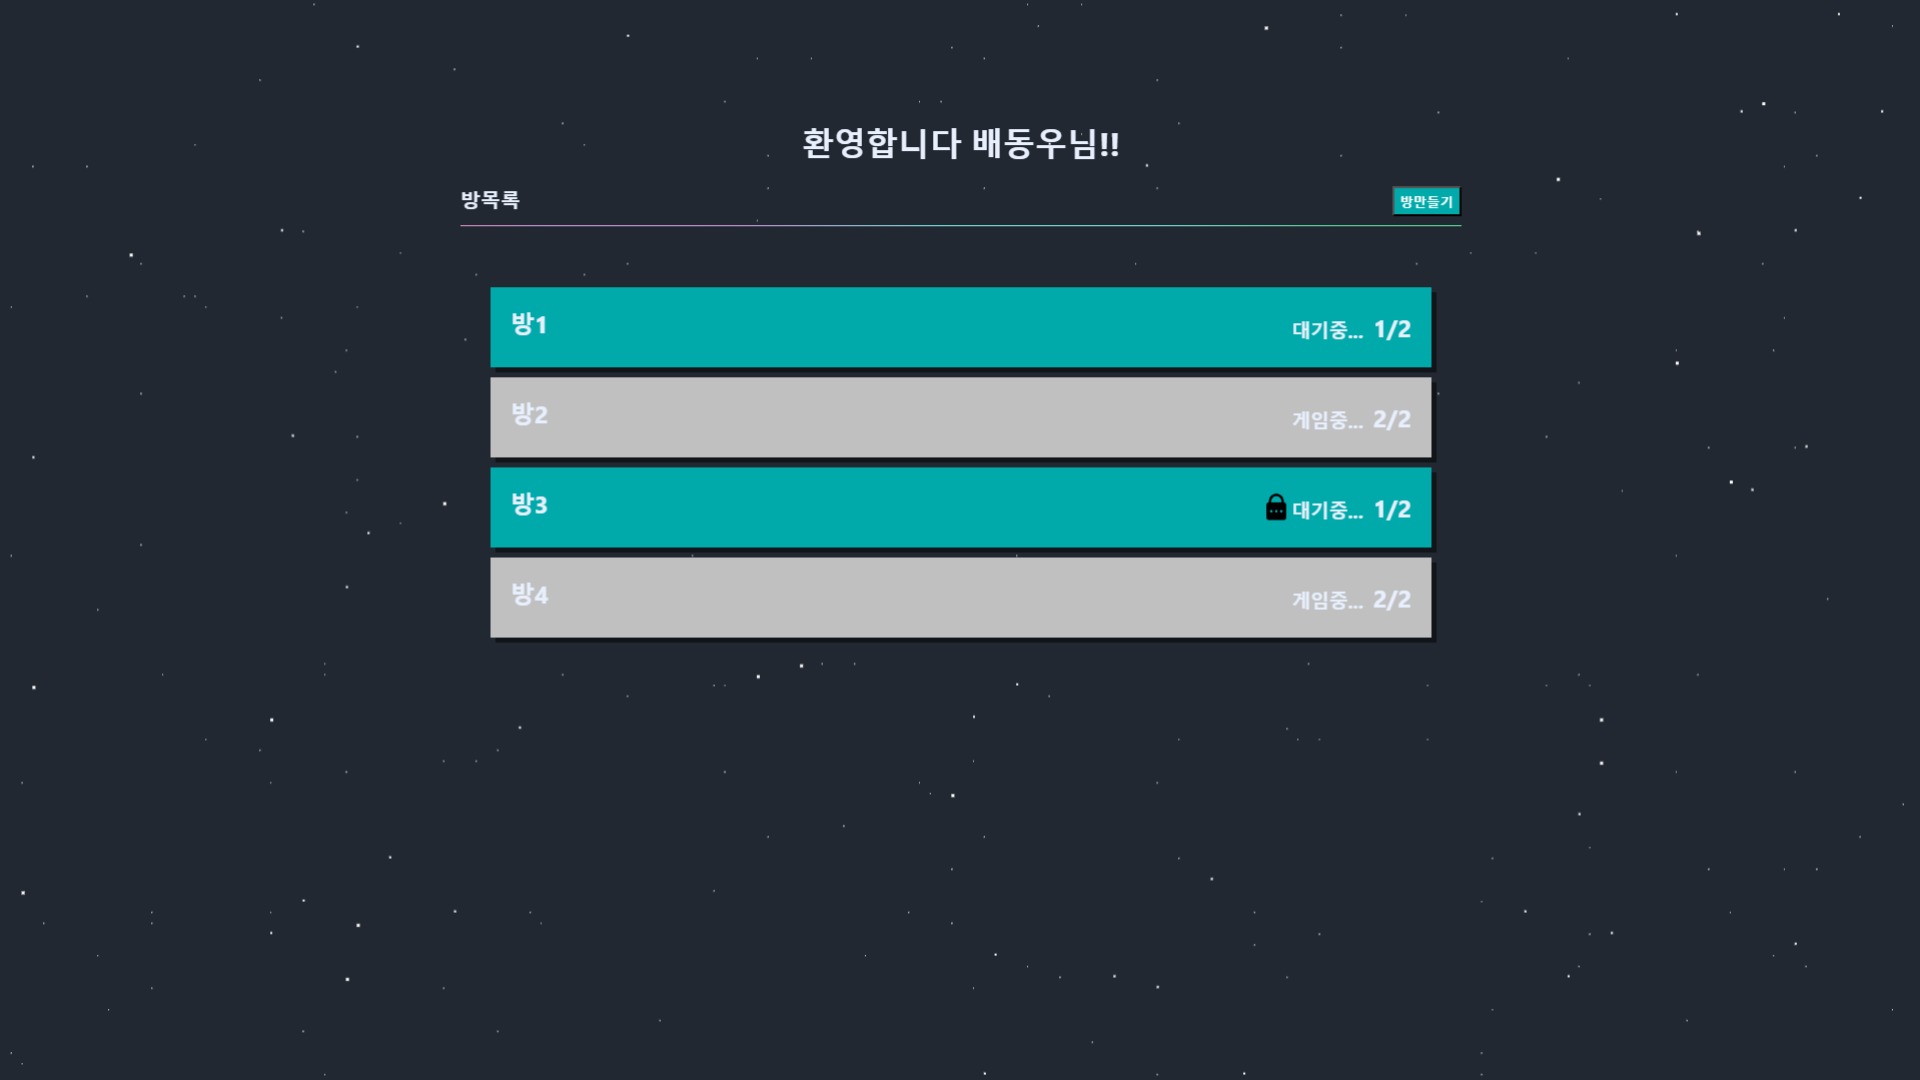 환영합니다 배동우님!!
방목록 방만들기
방1 대기중... 1/2
방2 게임중... 2/2
방3 대기중... 1/2
방4 게임중... 2/2